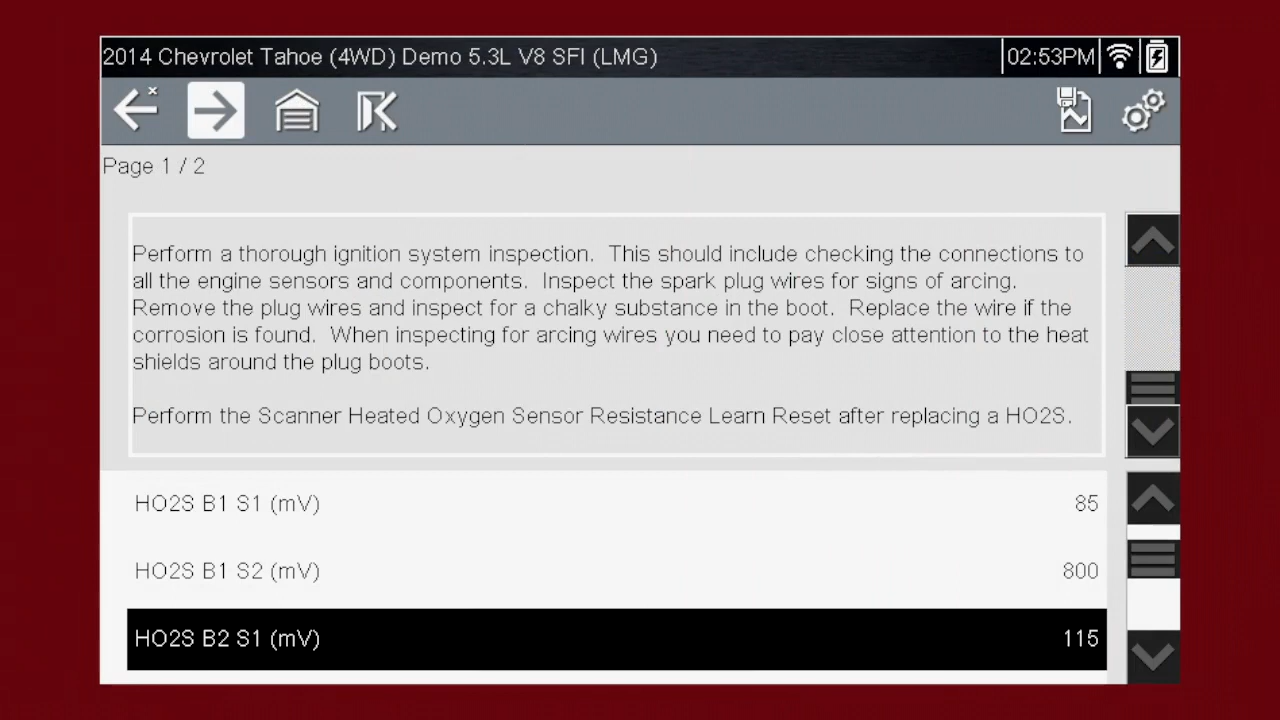 2014 Chevrolet Tahoe (4WD) Demo 5.3L V8 SFI (LMG)
02:53PM
Page 1 / 2
Perform a thorough ignition system inspection.  This should include checking the connections to
all the engine sensors and components.  Inspect the spark plug wires for signs of arcing.
Remove the plug wires and inspect for a chalky substance in the boot.  Replace the wire if the
corrosion is found.  When inspecting for arcing wires you need to pay close attention to the heat
shields around the plug boots.
Perform the Scanner Heated Oxygen Sensor Resistance Learn Reset after replacing a HO2S.
HO2S B1 S1 (mV) 85
HO2S B1 S2 (mV) 800
HO2S B2 S1 (mV) 115